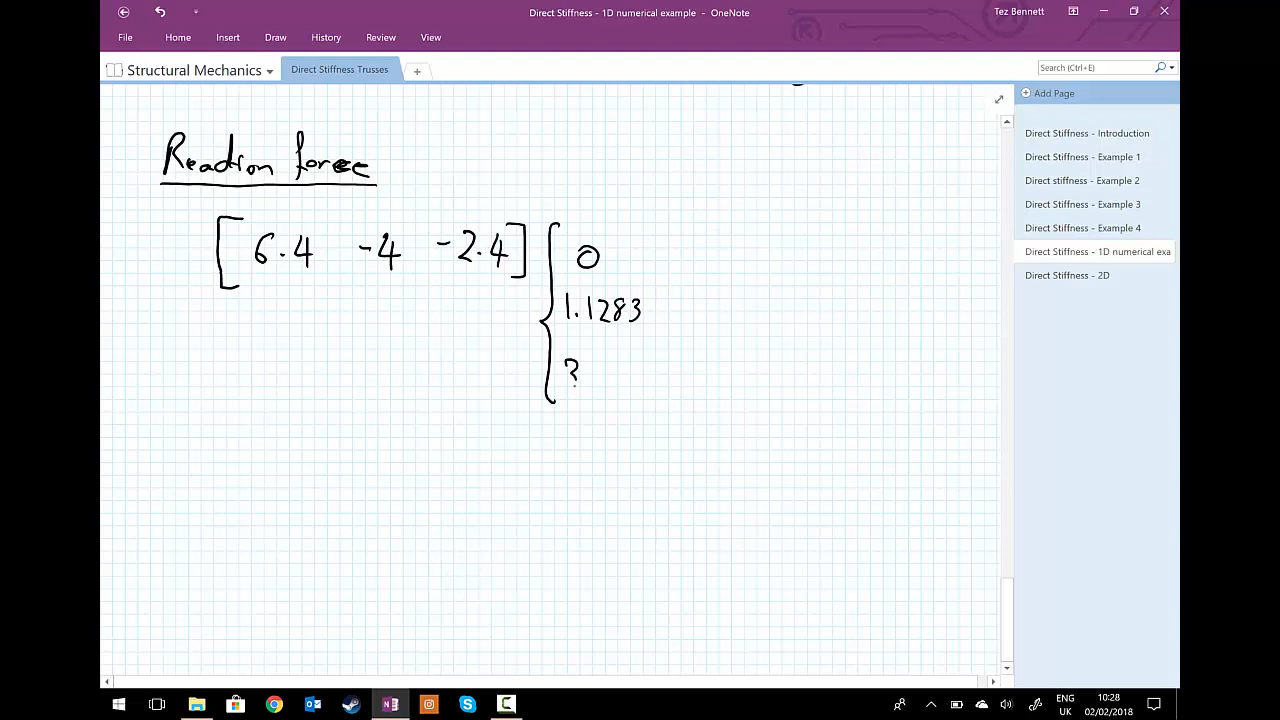 Direct Stiffness - 1D numerical example - OneNote
Tez Bennett
File Home Insert Draw History Review View
Structural Mechanics
Direct Stiffness Trusses
+
Search (Ctrl+E)
Add Page
Direct Stiffness - Introduction
Direct Stiffness - Example 1
Direct stiffness - Example 2
Direct Stiffness - Example 3
Direct Stiffness - Example 4
Direct Stiffness - 1D numerical exa
Direct Stiffness - 2D
Reaction force
[ 6.4 -4 -2.4 ] { 0
1.1283
?
ENG
UK
10:28
02/02/2018